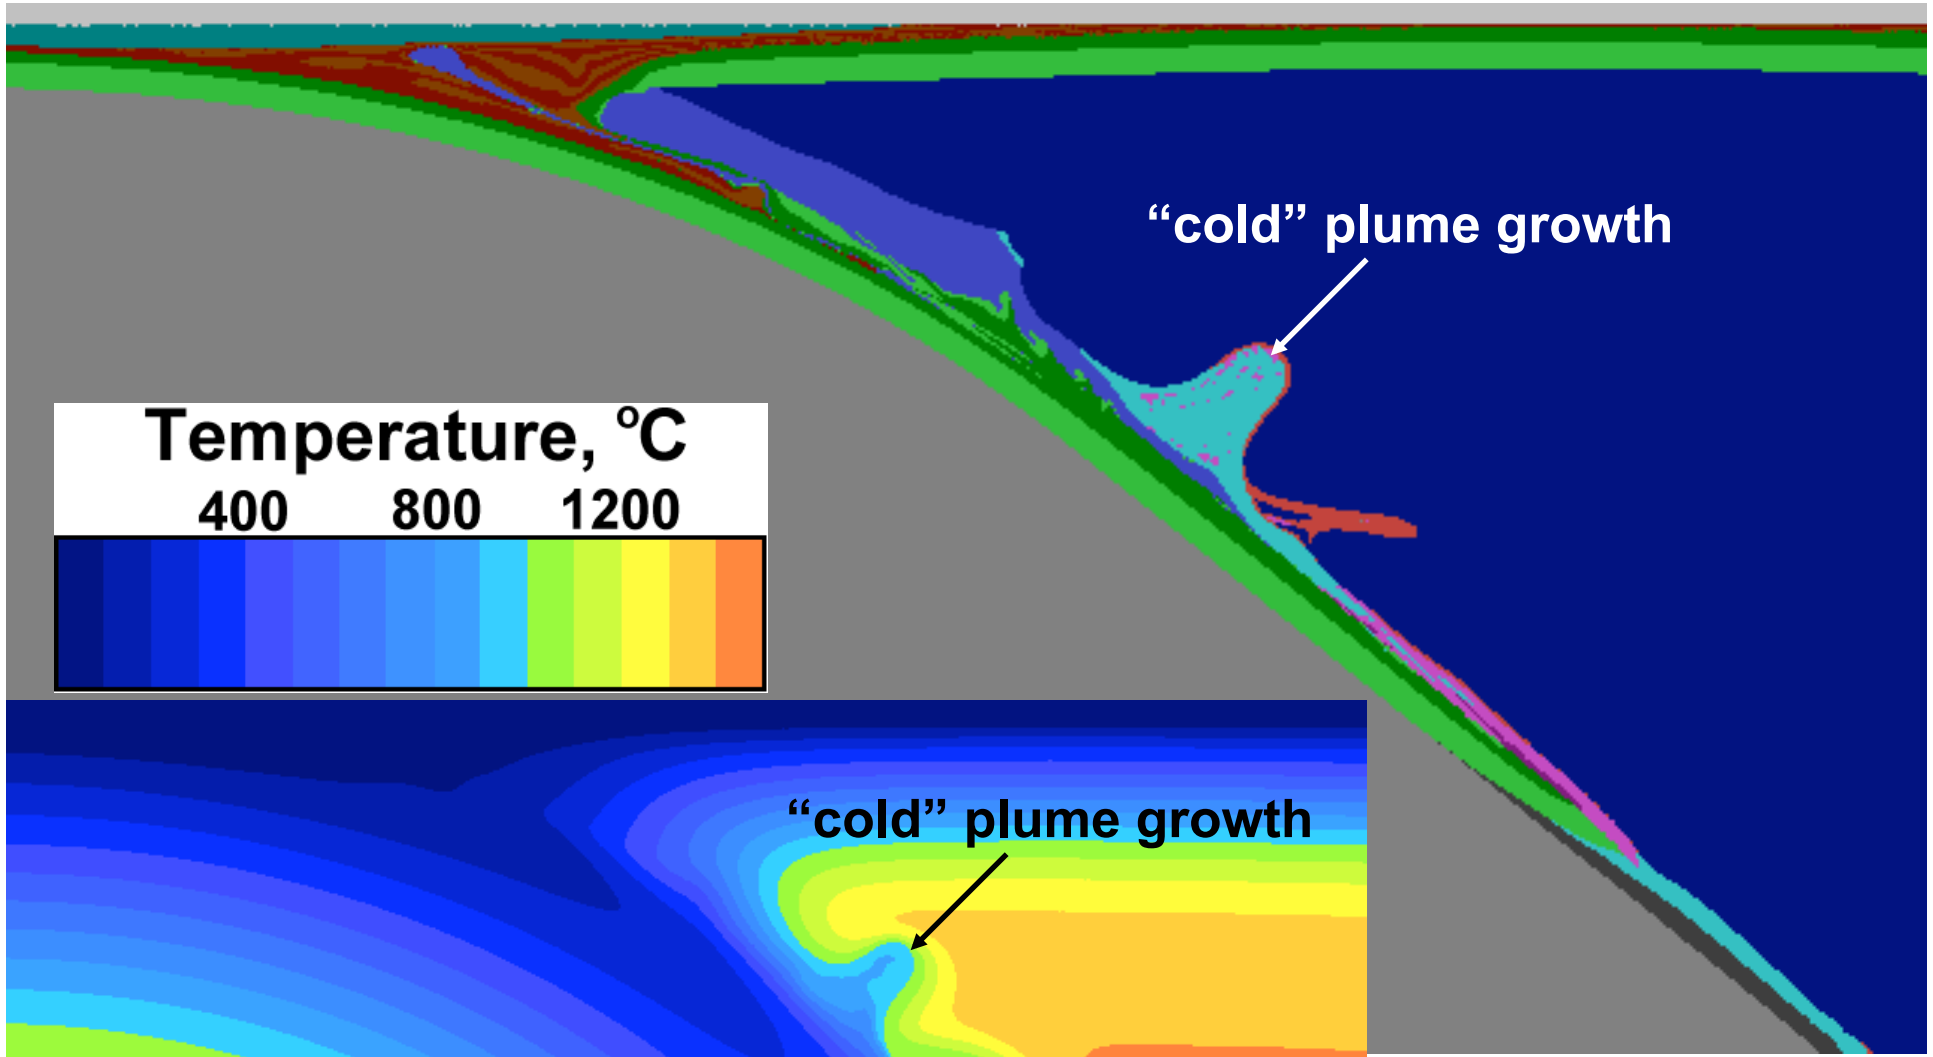 “cold” plume growth
Temperature, °C
400 800 1200
“cold” plume growth